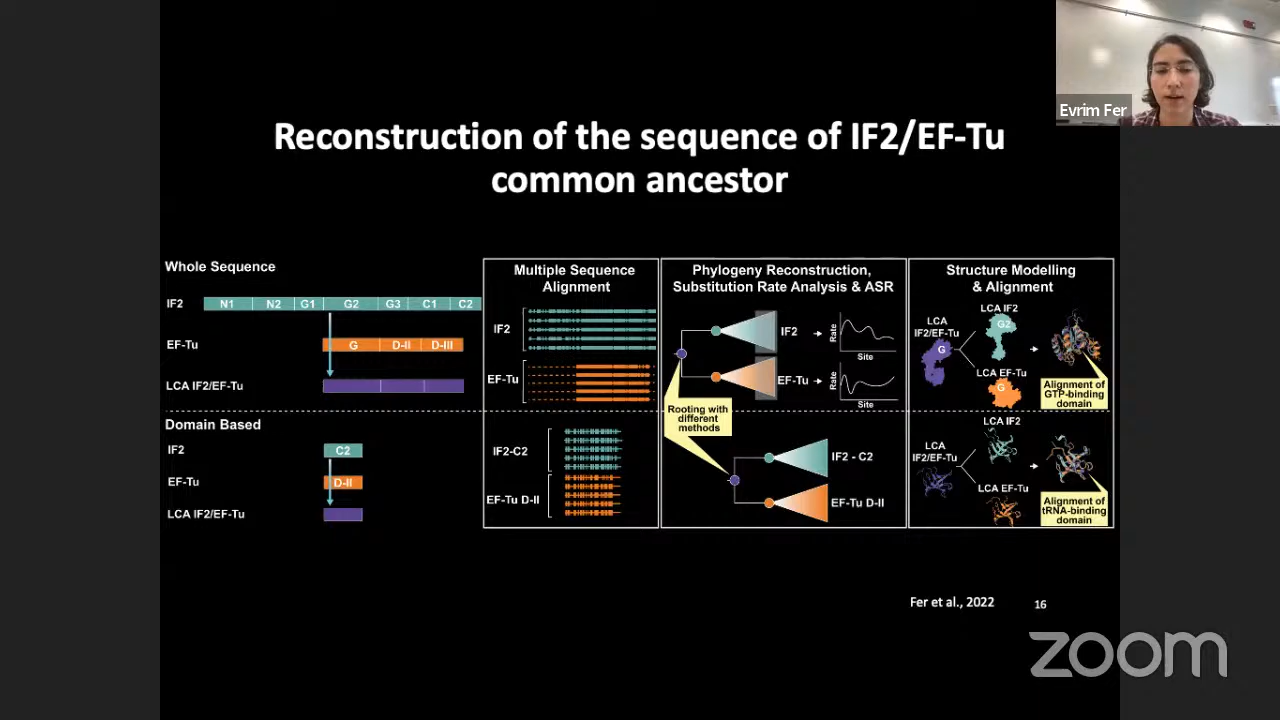 Evrim Fer
Reconstruction of the sequence of IF2/EF-Tu
common ancestor
Whole Sequence
IF2
N1 N2 G1 G2 G3 C1 C2
EF-Tu
G D-II D-III
LCA IF2/EF-Tu
Domain Based
IF2
C2
EF-Tu
D-II
LCA IF2/EF-Tu
Multiple Sequence
Alignment
IF2
EF-Tu
IF2-C2
EF-Tu D-II
Phylogeny Reconstruction,
Substitution Rate Analysis & ASR
IF2
Rate
Site
EF-Tu
Rate
Site
Rooting with
different
methods
IF2 - C2
EF-Tu D-II
Structure Modelling
& Alignment
LCA IF2
LCA
IF2/EF-Tu
G2
G
LCA EF-Tu
G
Alignment of
GTP-binding
domain
LCA IF2
LCA
IF2/EF-Tu
LCA EF-Tu
Alignment of
tRNA-binding
domain
Fer et al., 2022
16
zoom